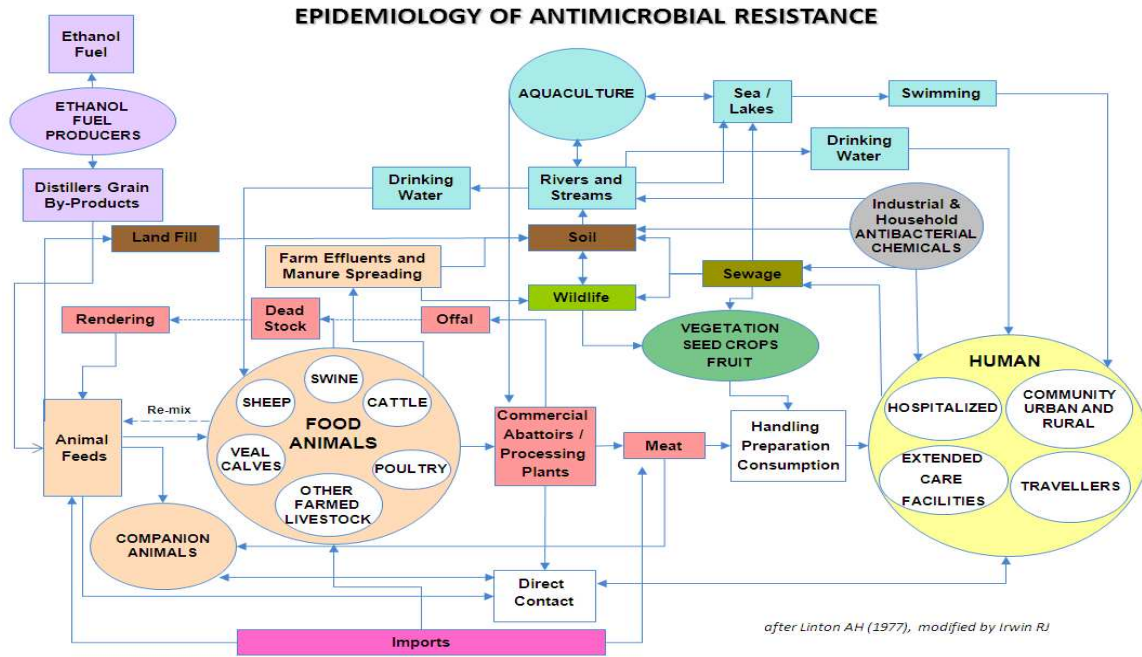 EPIDEMIOLOGY OF ANTIMICROBIAL RESISTANCE
Ethanol
Fuel
ETHANOL
FUEL
PRODUCERS
Distillers Grain
By-Products
AQUACULTURE
Sea /
Lakes
Swimming
Drinking
Water
Rivers and
Streams
Drinking
Water
Industrial &
Household
ANTIBACTERIAL
CHEMICALS
Land Fill
Soil
Farm Effluents and
Manure Spreading
Sewage
Wildlife
Rendering
Dead
Stock
Offal
VEGETATION
SEED CROPS
FRUIT
Re-mix
Animal
Feeds
SWINE
SHEEP
CATTLE
FOOD
ANIMALS
VEAL
CALVES
POULTRY
OTHER
FARMED
LIVESTOCK
Commercial
Abattoirs /
Processing
Plants
Meat
Handling
Preparation
Consumption
HUMAN
HOSPITALIZED
COMMUNITY
URBAN AND
RURAL
EXTENDED
CARE
FACILITIES
TRAVELLERS
COMPANION
ANIMALS
Direct
Contact
Imports
after Linton AH (1977), modified by Irwin RJ